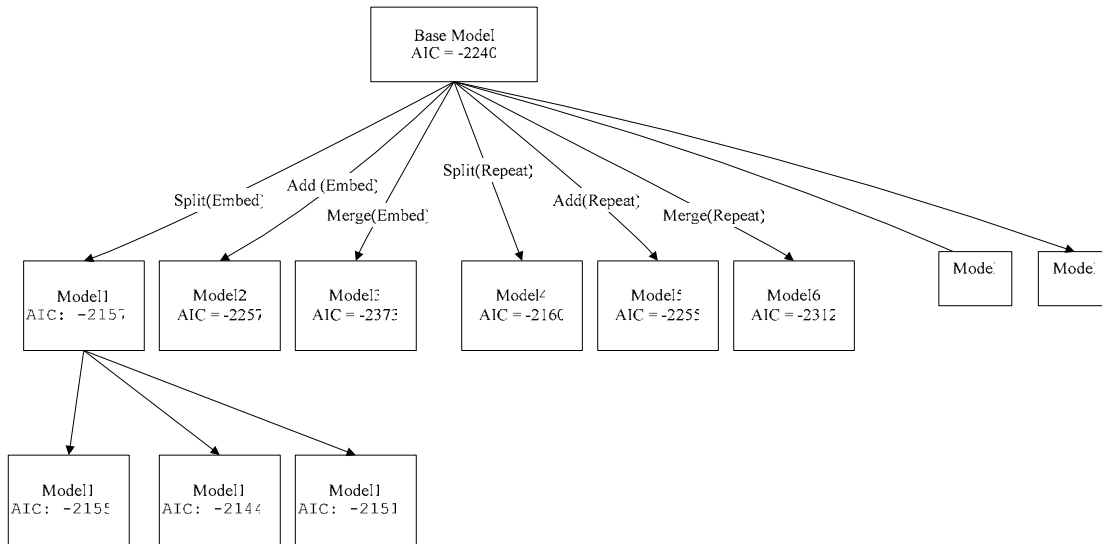 Base Model
AIC = -2240
Split(Embed)
Add (Embed)
Merge(Embed)
Split(Repeat)
Add(Repeat)
Merge(Repeat)
Model1
AIC: -2157
Model2
AIC = -2257
Model3
AIC = -2373
Model4
AIC = -2160
Model5
AIC = -2255
Model6
AIC = -2312
Model
Model
Model1
AIC: -2155
Model1
AIC: -2144
Model1
AIC: -2151